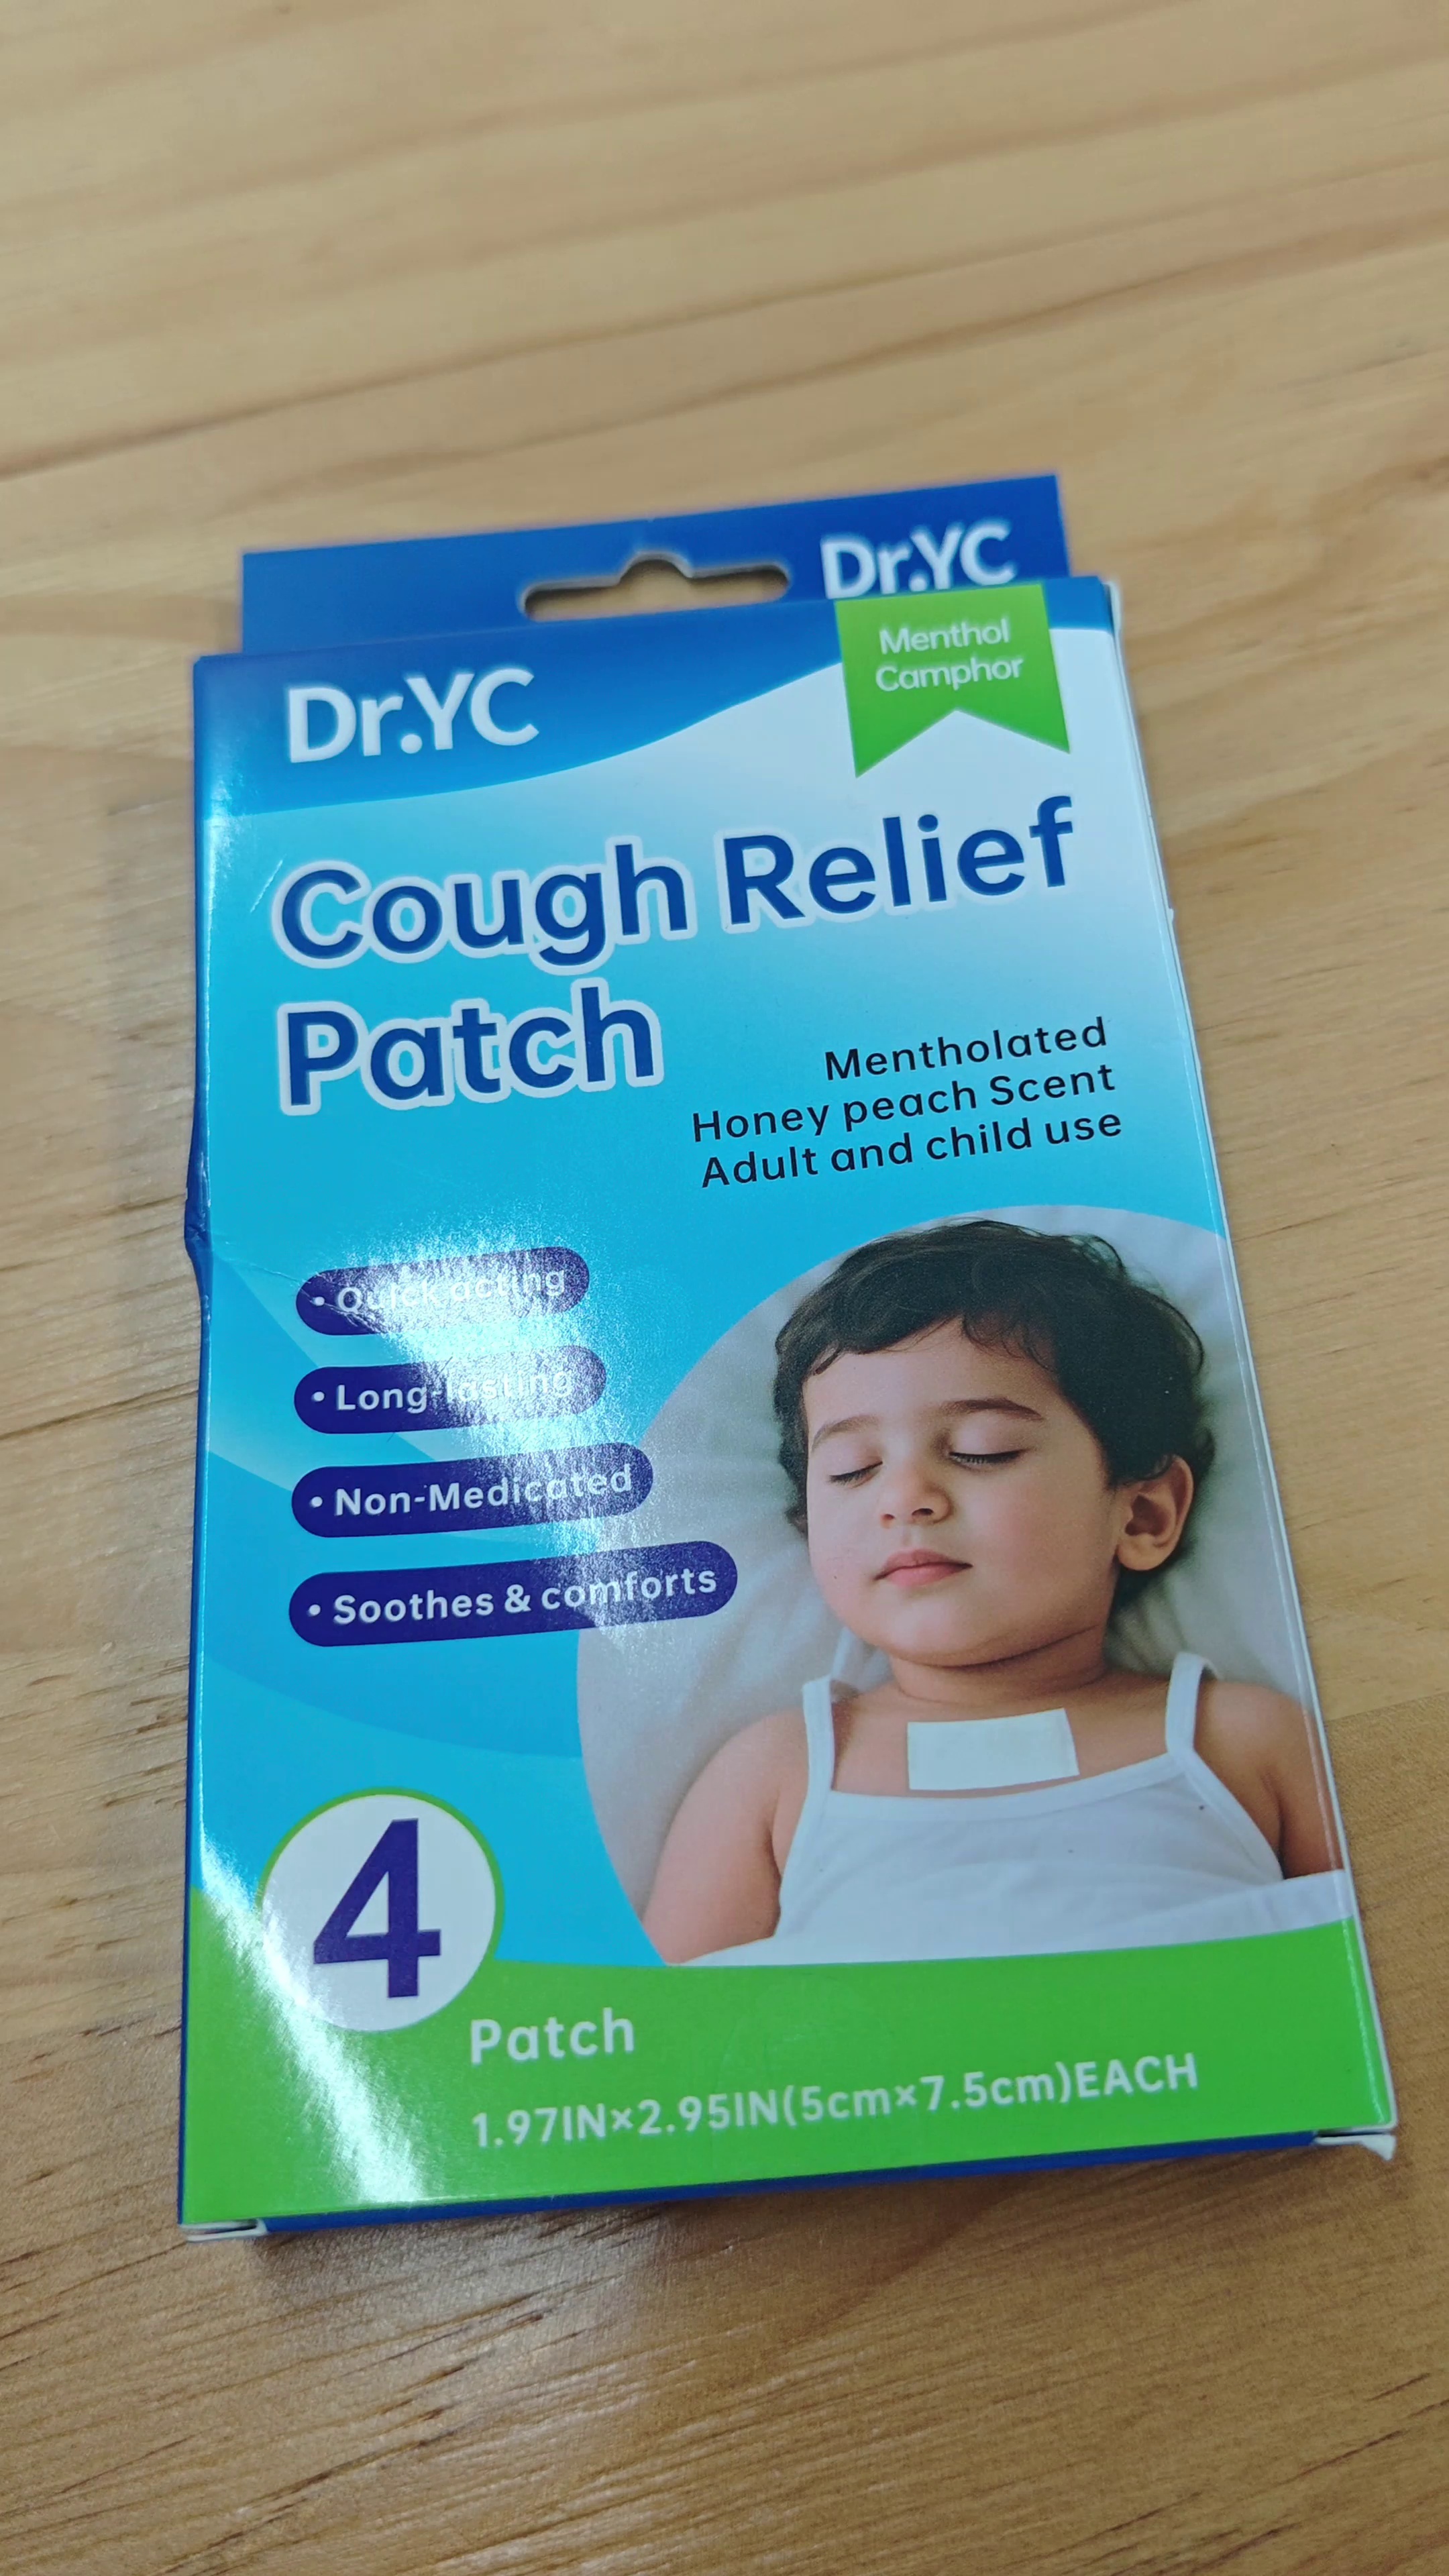 Dr.YC
Dr.YC
Menthol
Camphor
Cough Relief
Patch
Mentholated
Honey peach Scent
Adult and child use
• Quick acting
• Long-lasting
• Non-Medicated
• Soothes & comforts
4
Patch
1.97IN×2.95IN(5cm×7.5cm)EACH